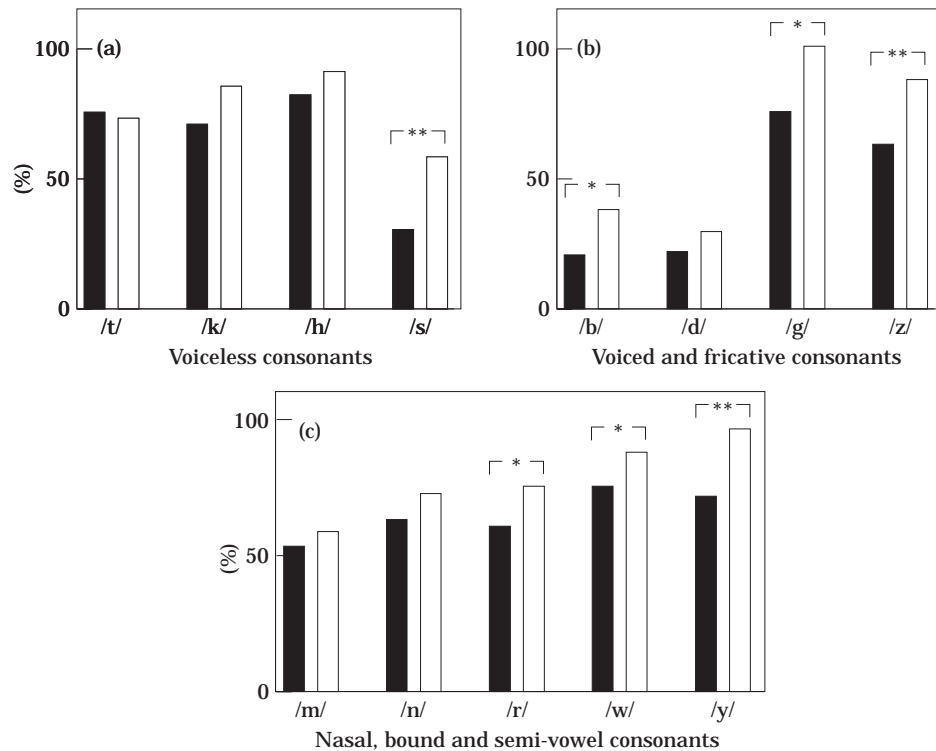 (a)
100
50
0
(%)
**
/t/ /k/ /h/ /s/
Voiceless consonants
(b)
100
50
0
*
*
**
/b/ /d/ /g/ /z/
Voiced and fricative consonants
(c)
100
50
0
(%)
*
*
**
/m/ /n/ /r/ /w/ /y/
Nasal, bound and semi-vowel consonants